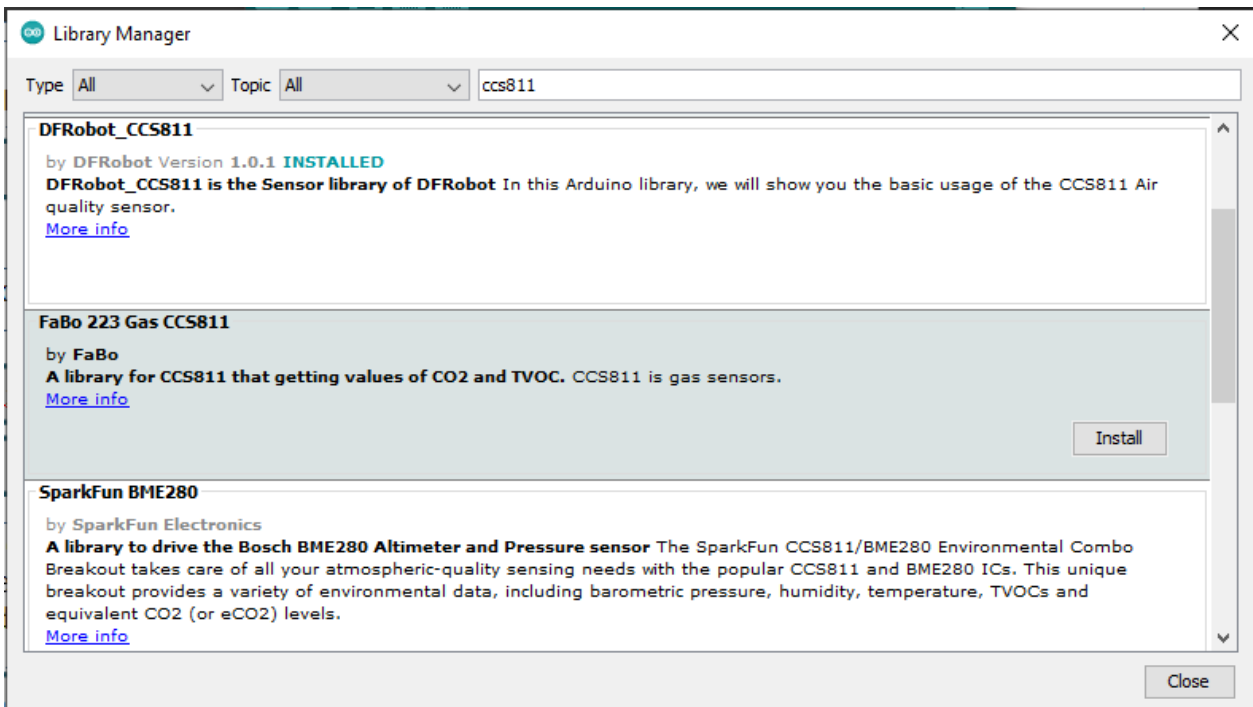 Library Manager
Type All Topic All ccs811
DFRobot_CCS811
by DFRobot Version 1.0.1 INSTALLED
DFRobot_CCS811 is the Sensor library of DFRobot In this Arduino library, we will show you the basic usage of the CCS811 Air
quality sensor.
More info
FaBo 223 Gas CCS811
by FaBo
A library for CCS811 that getting values of CO2 and TVOC. CCS811 is gas sensors.
More info
Install
SparkFun BME280
by SparkFun Electronics
A library to drive the Bosch BME280 Altimeter and Pressure sensor The SparkFun CCS811/BME280 Environmental Combo
Breakout takes care of all your atmospheric-quality sensing needs with the popular CCS811 and BME280 ICs. This unique
breakout provides a variety of environmental data, including barometric pressure, humidity, temperature, TVOCs and
equivalent CO2 (or eCO2) levels.
More info
Close